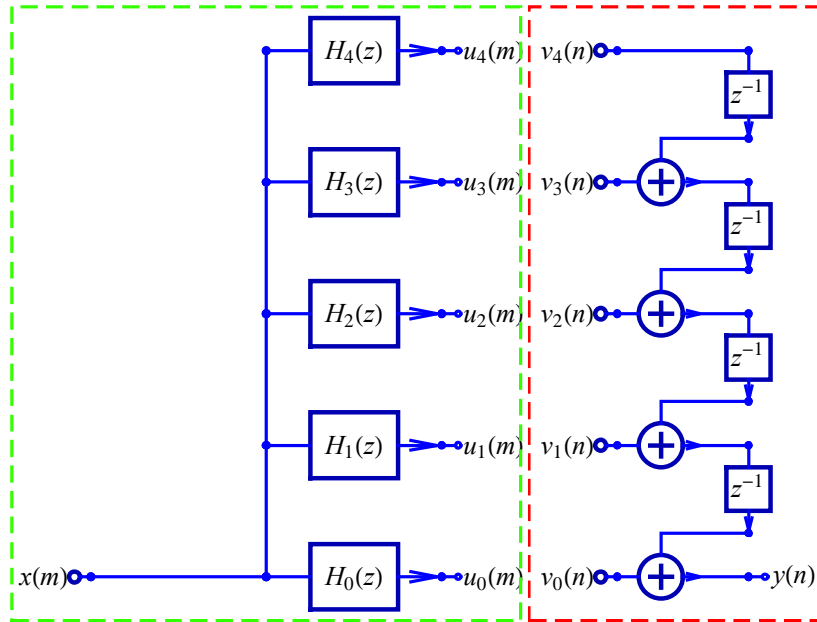 H₄(z) u₄(m) v₄(n)
z⁻¹
H₃(z) u₃(m) v₃(n)
z⁻¹
H₂(z) u₂(m) v₂(n)
z⁻¹
H₁(z) u₁(m) v₁(n)
z⁻¹
x(m) H₀(z) u₀(m) v₀(n) y(n)